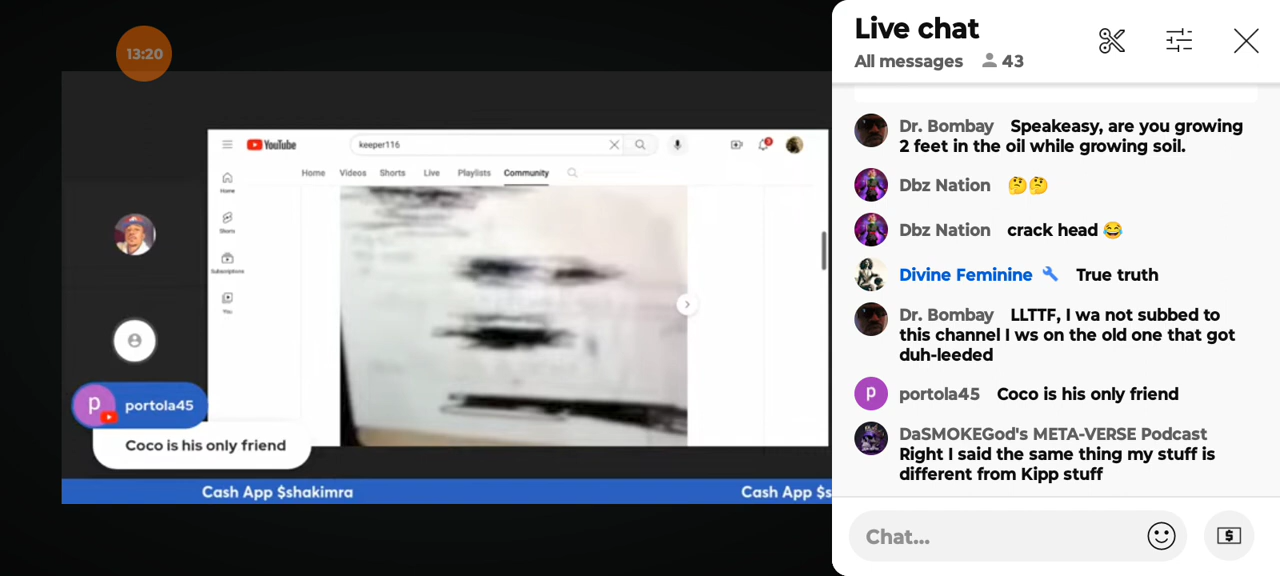 13:20
YouTube
keeper116
Home Videos Shorts Live Playlists Community
Home
Shorts
Subscriptions
You
portola45
Coco is his only friend
Cash App $shakimra
Cash App $s
Live chat
All messages 43
Dr. Bombay Speakeasy, are you growing
2 feet in the oil while growing soil.
Dbz Nation 🤔🤔
Dbz Nation crack head 😂
Divine Feminine True truth
Dr. Bombay LLTTF, I wa not subbed to
this channel I ws on the old one that got
duh-leeded
portola45 Coco is his only friend
DaSMOKEGod's META-VERSE Podcast
Right I said the same thing my stuff is
different from Kipp stuff
Chat...